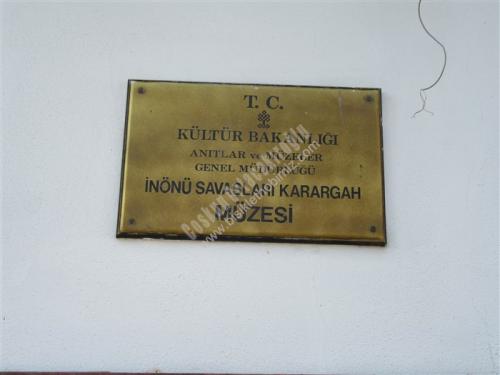 T. C.
KÜLTÜR BAKANLIĞI
ANITLAR ve MÜZELER
GENEL MÜDÜRLÜĞÜ
İNÖNÜ SAVAŞLARI KARARGAH
MÜZESİ